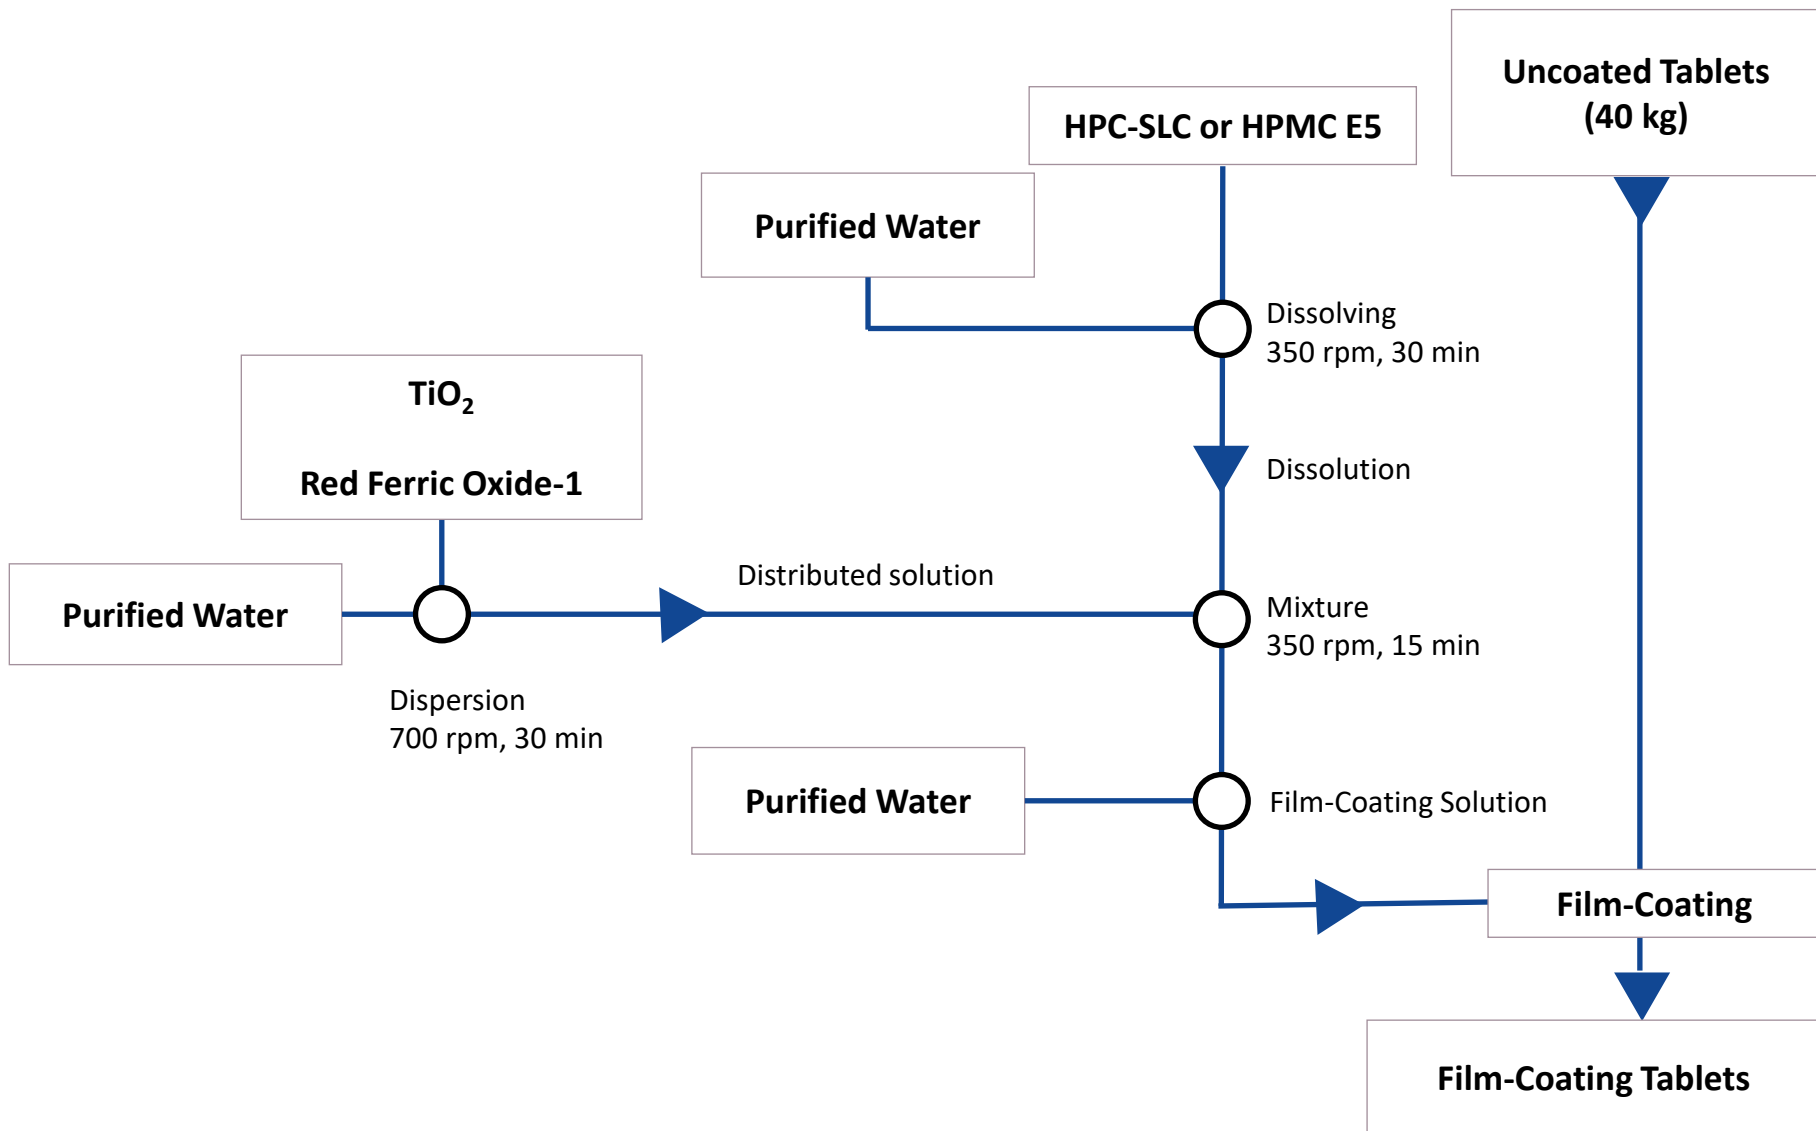 Uncoated Tablets
(40 kg)
HPC-SLC or HPMC E5
Purified Water
Dissolving
350 rpm, 30 min
TiO₂
Red Ferric Oxide-1
Dissolution
Purified Water
Distributed solution
Mixture
350 rpm, 15 min
Dispersion
700 rpm, 30 min
Purified Water
Film-Coating Solution
Film-Coating
Film-Coating Tablets